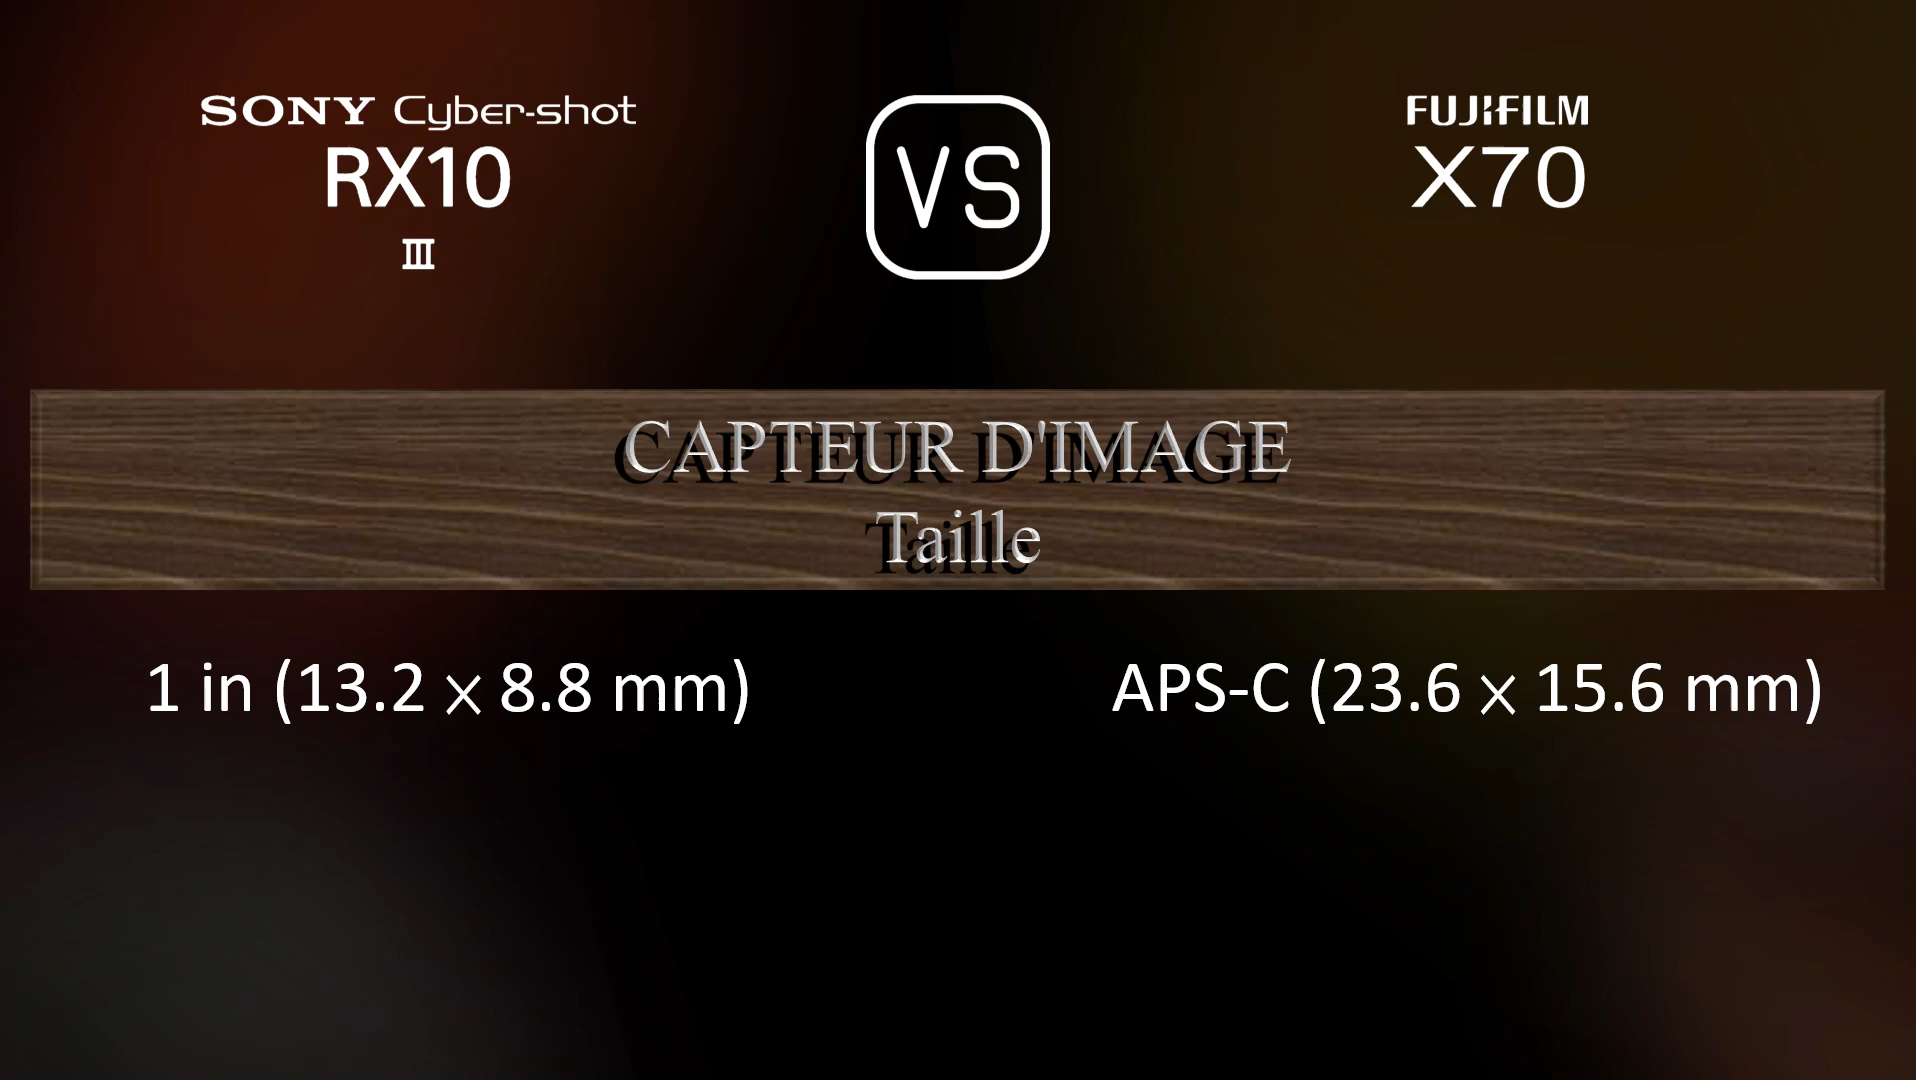 SONY Cyber-shot
RX10
III
VS
FUJIFILM
X70
CAPTEUR D'IMAGE
Taille
1 in (13.2 x 8.8 mm)
APS-C (23.6 x 15.6 mm)